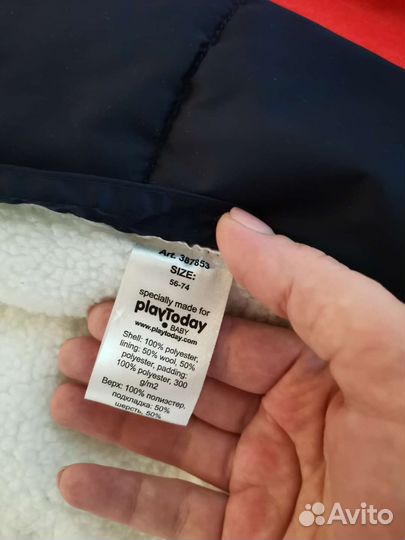 Art. 387853
SIZE:
56-74
specially made for
playToday
BABY
www.playtoday.com
Shell: 100% polyester,
lining: 50% wool, 50%
polyester, padding:
100% polyester, 300
g/m2
Верх: 100% полиэстер,
подкладка: 50%
шерсть, 50%
Avito